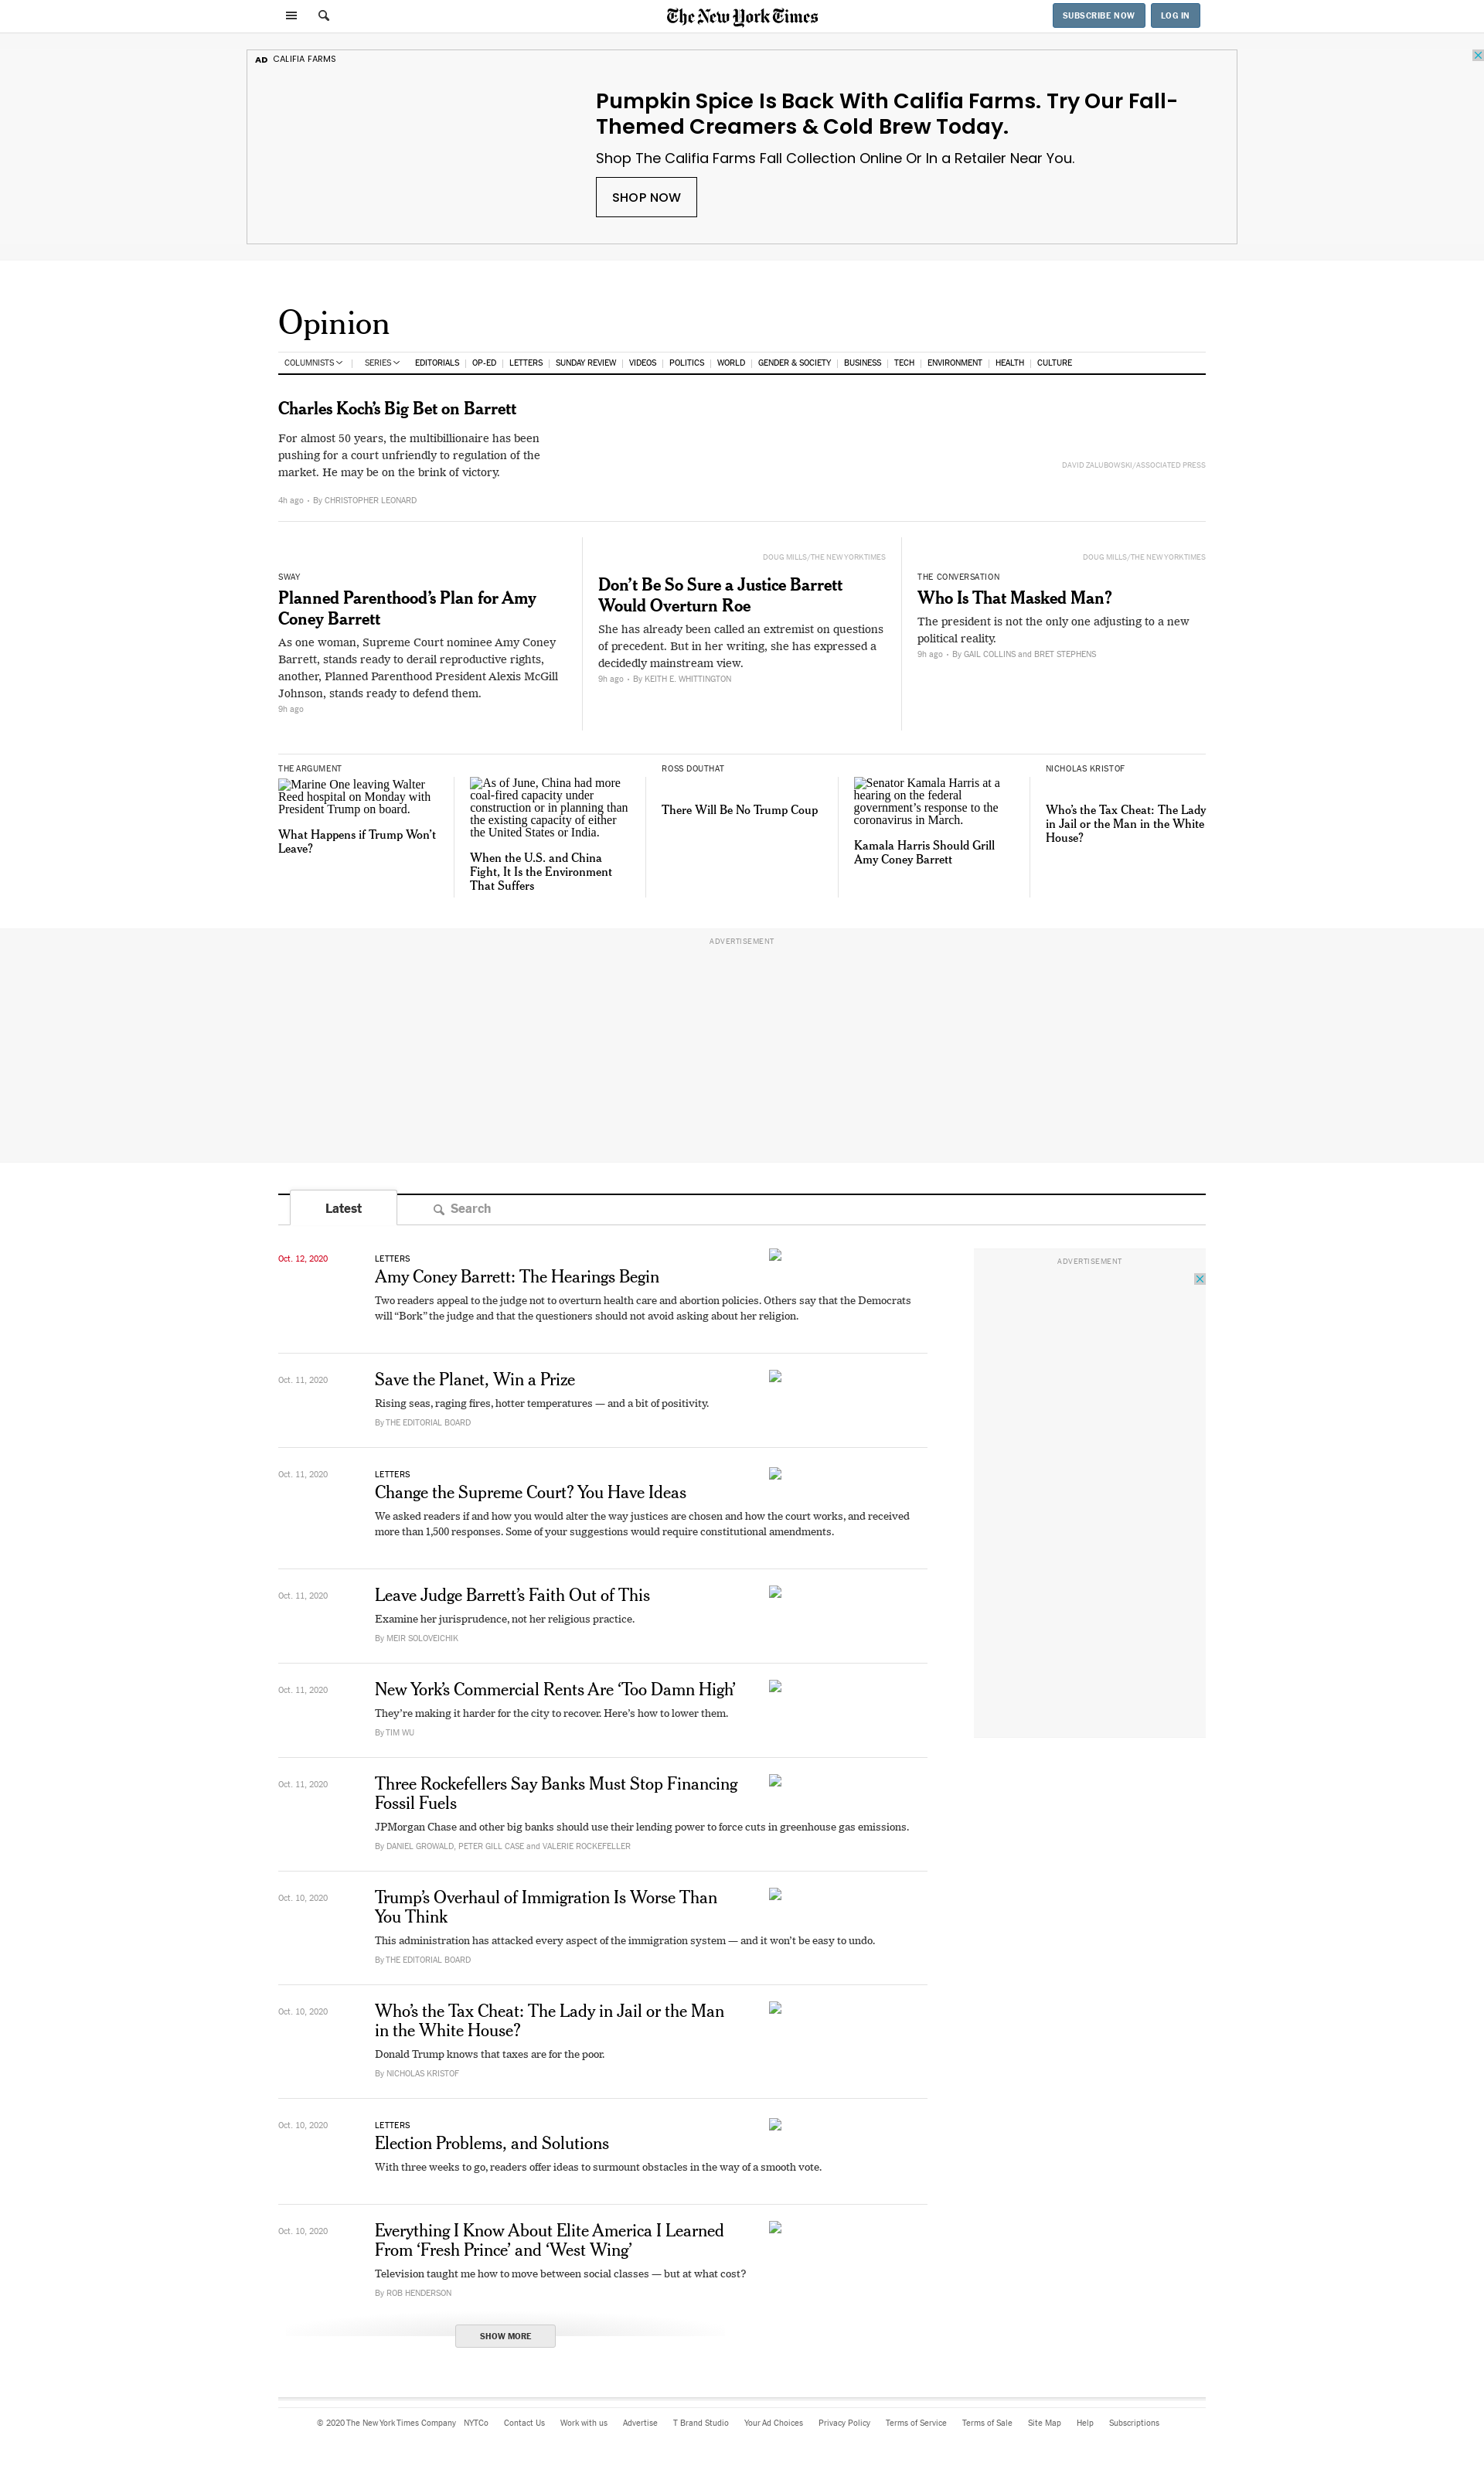 The New York Times
SUBSCRIBE NOW
LOG IN
AD CALIFIA FARMS
Pumpkin Spice Is Back With Califia Farms. Try Our Fall-
Themed Creamers & Cold Brew Today.
Shop The Califia Farms Fall Collection Online Or In a Retailer Near You.
SHOP NOW
Opinion
COLUMNISTS | SERIES EDITORIALS | OP-ED | LETTERS | SUNDAY REVIEW | VIDEOS | POLITICS | WORLD | GENDER & SOCIETY | BUSINESS | TECH | ENVIRONMENT | HEALTH | CULTURE
Charles Koch’s Big Bet on Barrett
For almost 50 years, the multibillionaire has been
pushing for a court unfriendly to regulation of the
market. He may be on the brink of victory.
4h ago • By CHRISTOPHER LEONARD
DAVID ZALUBOWSKI/ASSOCIATED PRESS
SWAY
Planned Parenthood’s Plan for Amy
Coney Barrett
As one woman, Supreme Court nominee Amy Coney
Barrett, stands ready to derail reproductive rights,
another, Planned Parenthood President Alexis McGill
Johnson, stands ready to defend them.
9h ago
DOUG MILLS/THE NEW YORK TIMES
Don’t Be So Sure a Justice Barrett
Would Overturn Roe
She has already been called an extremist on questions
of precedent. But in her writing, she has expressed a
decidedly mainstream view.
9h ago • By KEITH E. WHITTINGTON
DOUG MILLS/THE NEW YORK TIMES
THE CONVERSATION
Who Is That Masked Man?
The president is not the only one adjusting to a new
political reality.
9h ago • By GAIL COLLINS and BRET STEPHENS
THE ARGUMENT
Marine One leaving Walter
Reed hospital on Monday with
President Trump on board.
What Happens if Trump Won’t
Leave?
As of June, China had more
coal-fired capacity under
construction or in planning than
the existing capacity of either
the United States or India.
When the U.S. and China
Fight, It Is the Environment
That Suffers
ROSS DOUTHAT
There Will Be No Trump Coup
Senator Kamala Harris at a
hearing on the federal
government’s response to the
coronavirus in March.
Kamala Harris Should Grill
Amy Coney Barrett
NICHOLAS KRISTOF
Who’s the Tax Cheat: The Lady
in Jail or the Man in the White
House?
ADVERTISEMENT
Latest
Search
ADVERTISEMENT
Oct. 12, 2020
LETTERS
Amy Coney Barrett: The Hearings Begin
Two readers appeal to the judge not to overturn health care and abortion policies. Others say that the Democrats
will “Bork” the judge and that the questioners should not avoid asking about her religion.
Oct. 11, 2020
Save the Planet, Win a Prize
Rising seas, raging fires, hotter temperatures — and a bit of positivity.
By THE EDITORIAL BOARD
Oct. 11, 2020
LETTERS
Change the Supreme Court? You Have Ideas
We asked readers if and how you would alter the way justices are chosen and how the court works, and received
more than 1,500 responses. Some of your suggestions would require constitutional amendments.
Oct. 11, 2020
Leave Judge Barrett’s Faith Out of This
Examine her jurisprudence, not her religious practice.
By MEIR SOLOVEICHIK
Oct. 11, 2020
New York’s Commercial Rents Are ‘Too Damn High’
They’re making it harder for the city to recover. Here’s how to lower them.
By TIM WU
Oct. 11, 2020
Three Rockefellers Say Banks Must Stop Financing
Fossil Fuels
JPMorgan Chase and other big banks should use their lending power to force cuts in greenhouse gas emissions.
By DANIEL GROWALD, PETER GILL CASE and VALERIE ROCKEFELLER
Oct. 10, 2020
Trump’s Overhaul of Immigration Is Worse Than
You Think
This administration has attacked every aspect of the immigration system — and it won’t be easy to undo.
By THE EDITORIAL BOARD
Oct. 10, 2020
Who’s the Tax Cheat: The Lady in Jail or the Man
in the White House?
Donald Trump knows that taxes are for the poor.
By NICHOLAS KRISTOF
Oct. 10, 2020
LETTERS
Election Problems, and Solutions
With three weeks to go, readers offer ideas to surmount obstacles in the way of a smooth vote.
Oct. 10, 2020
Everything I Know About Elite America I Learned
From ‘Fresh Prince’ and ‘West Wing’
Television taught me how to move between social classes — but at what cost?
By ROB HENDERSON
SHOW MORE
© 2020 The New York Times Company NYTCo Contact Us Work with us Advertise T Brand Studio Your Ad Choices Privacy Policy Terms of Service Terms of Sale Site Map Help Subscriptions